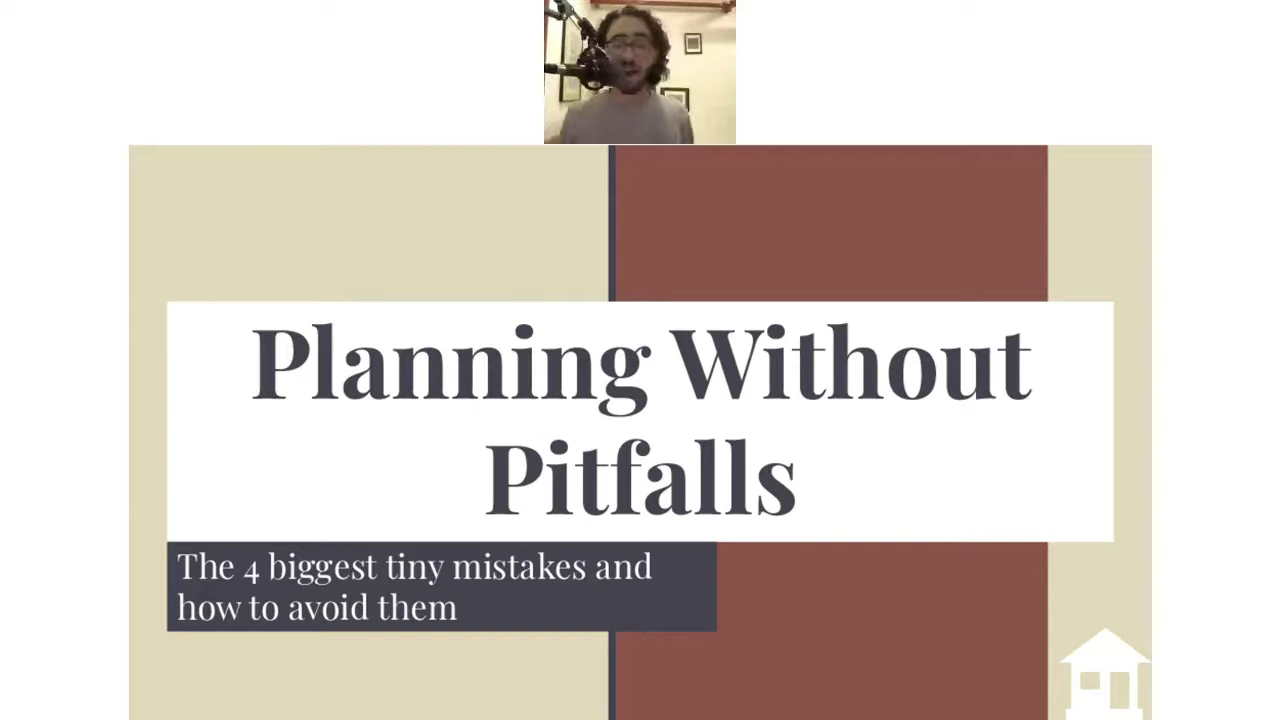 Planning Without
Pitfalls
The 4 biggest tiny mistakes and
how to avoid them